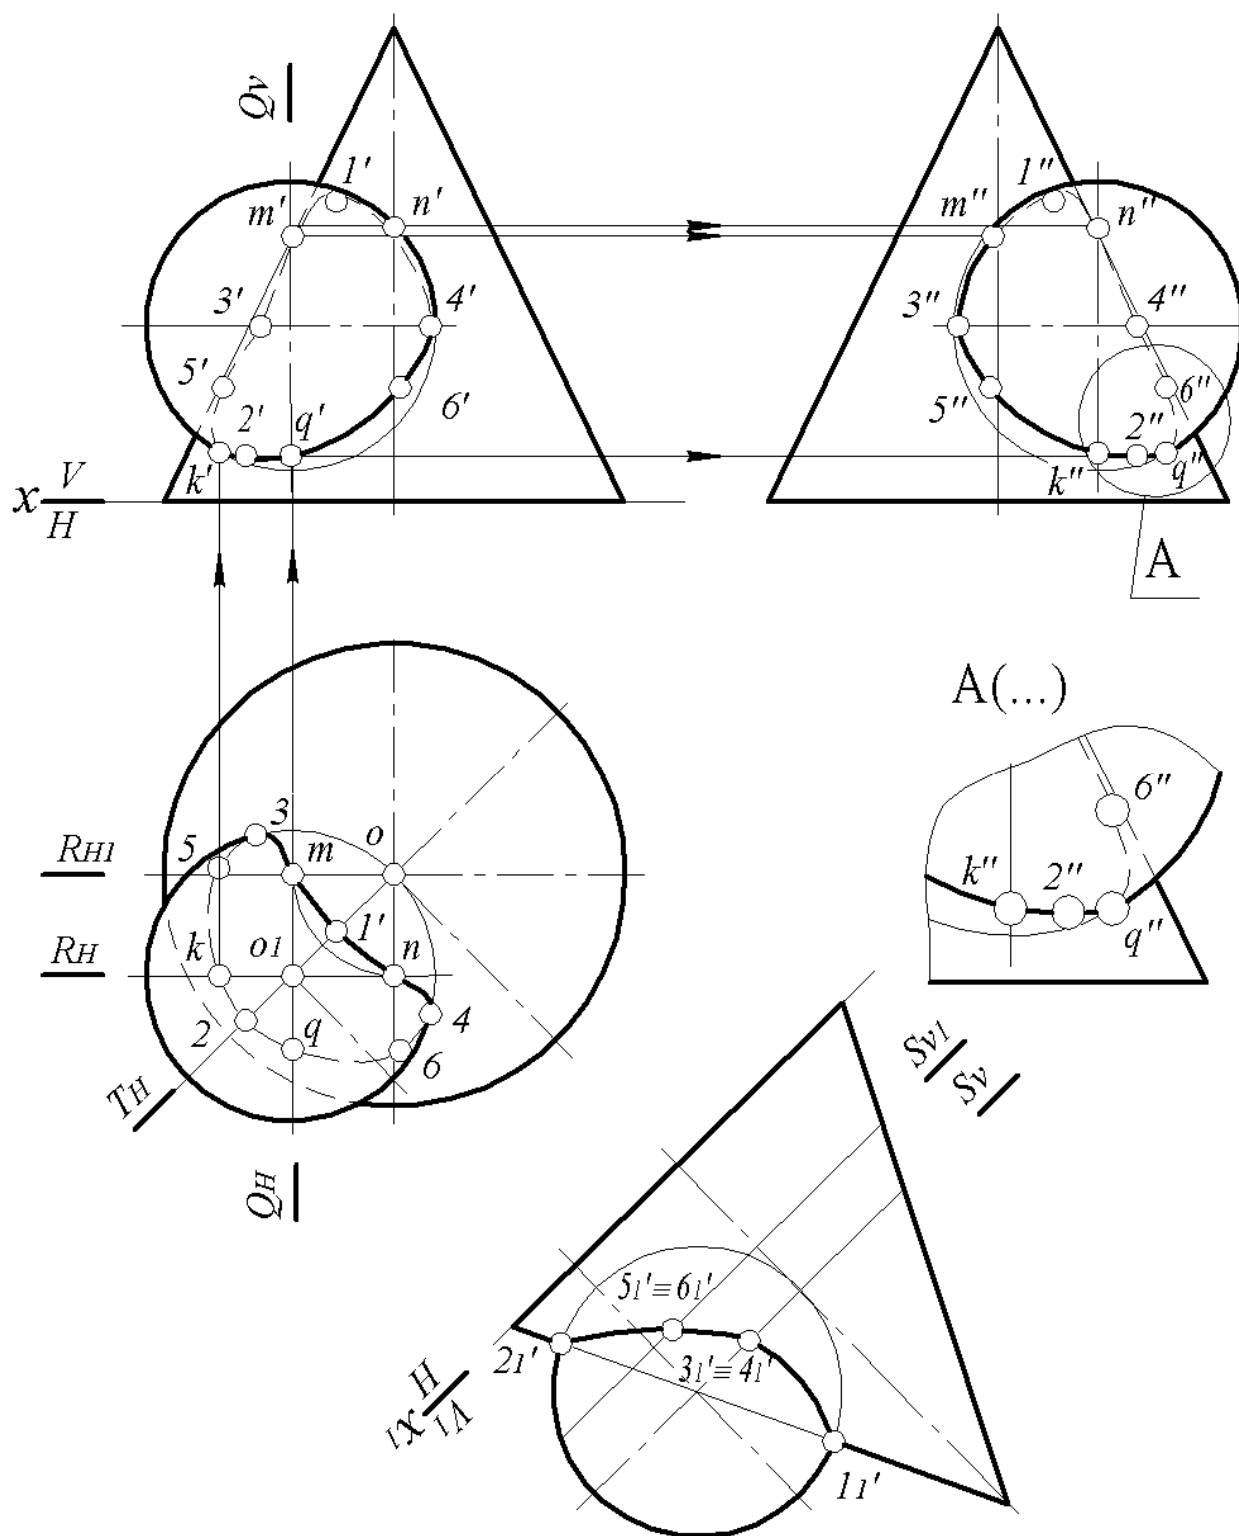 Qv
1'
m'
n'
3'
4'
5'
2'
q'
6'
k'
x V/H
1"
m"
n"
3"
4"
5"
6"
2"
k"
q"
A
A(...)
6"
k"
2"
q"
3
5
m
o
RH1
1'
k
o1
n
RH
2
q
4
6
TH
QH
Sv1
Sv
51'≡61'
21'
31'≡41'
x1 H/V1
11'